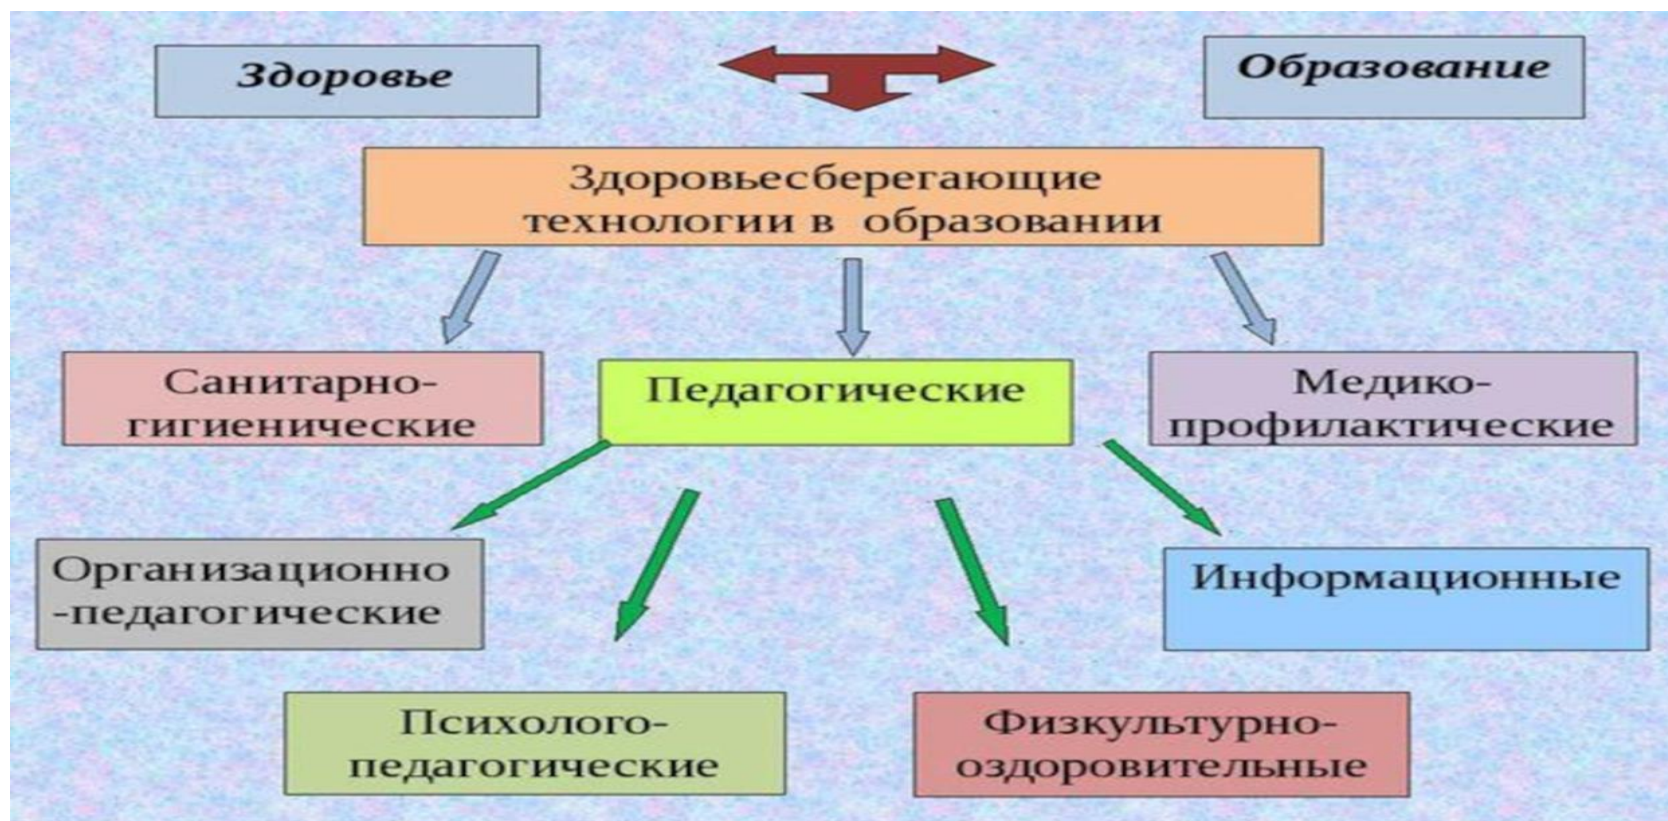 Здоровье
Образование
Здоровьесберегающие
технологии в образовании
Санитарно-
гигиенические
Педагогические
Медико-
профилактические
Организационно
-педагогические
Информационные
Психолого-
педагогические
Физкультурно-
оздоровительные